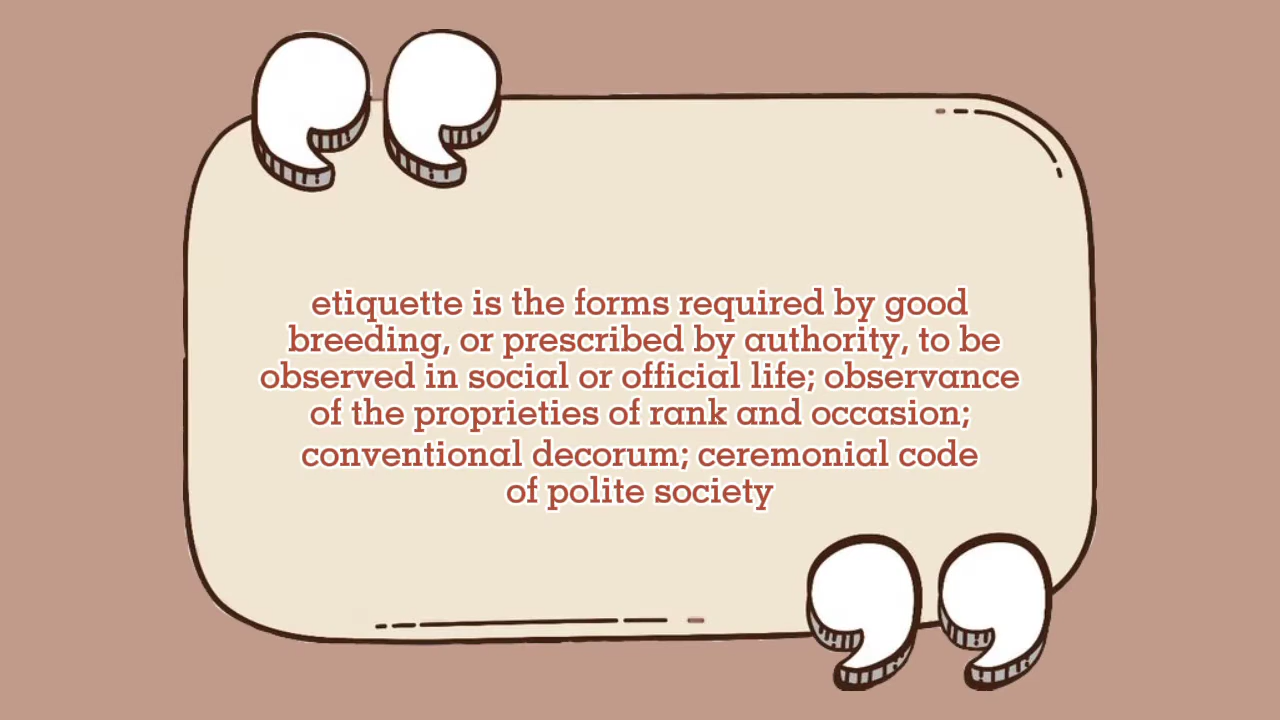 etiquette is the forms required by good
breeding, or prescribed by authority, to be
observed in social or official life; observance
of the proprieties of rank and occasion;
conventional decorum; ceremonial code
of polite society